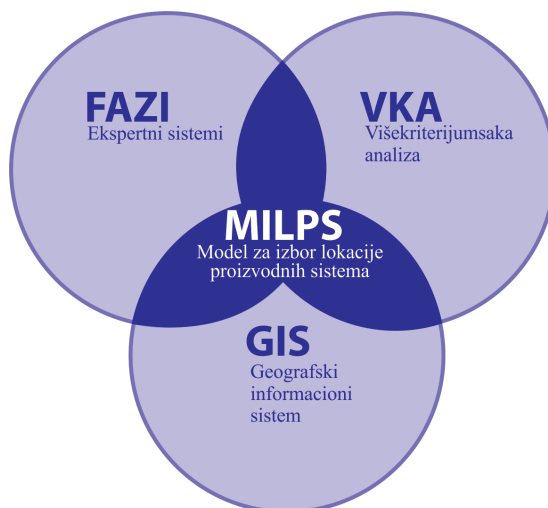 FAZI
Ekspertni sistemi
VKA
Višekriterijumsaka
analiza
MILPS
Model za izbor lokacije
proizvodnih sistema
GIS
Geografski
informacioni
sistem